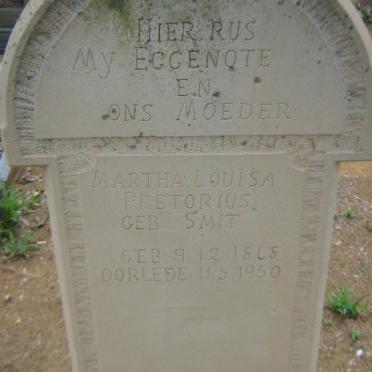 HIER RUS
MY EGGENOTE
EN
ONS MOEDER
MARTHA LOUISA
PRETORIUS
GEB SMIT
GEB 9 12 1868
OORLEDE 11 5 1950